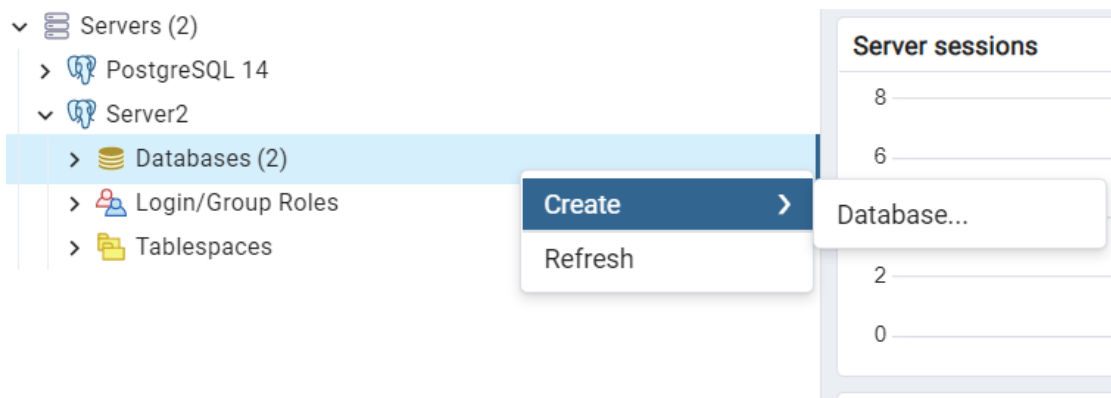 Servers (2)
PostgreSQL 14
Server2
Databases (2)
Login/Group Roles
Tablespaces
Create
Refresh
Database...
Server sessions
8
6
2
0